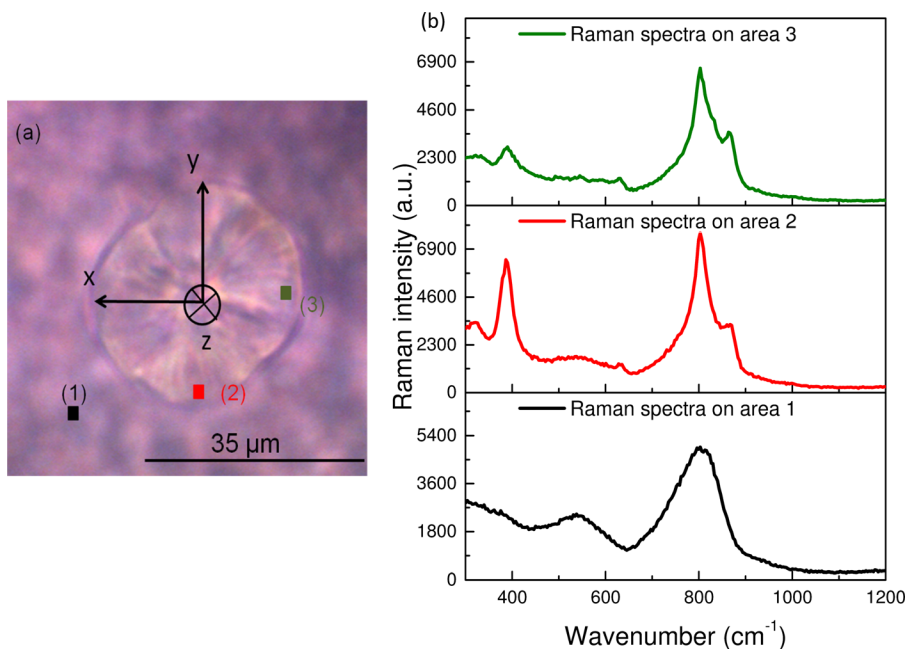 (a)
y
x
z
(1)
(2)
(3)
35 µm
(b)
Raman intensity (a.u.)
Raman spectra on area 3
6900
4600
2300
0
Raman spectra on area 2
6900
4600
2300
0
Raman spectra on area 1
5400
3600
1800
0
400 600 800 1000 1200
Wavenumber (cm⁻¹)